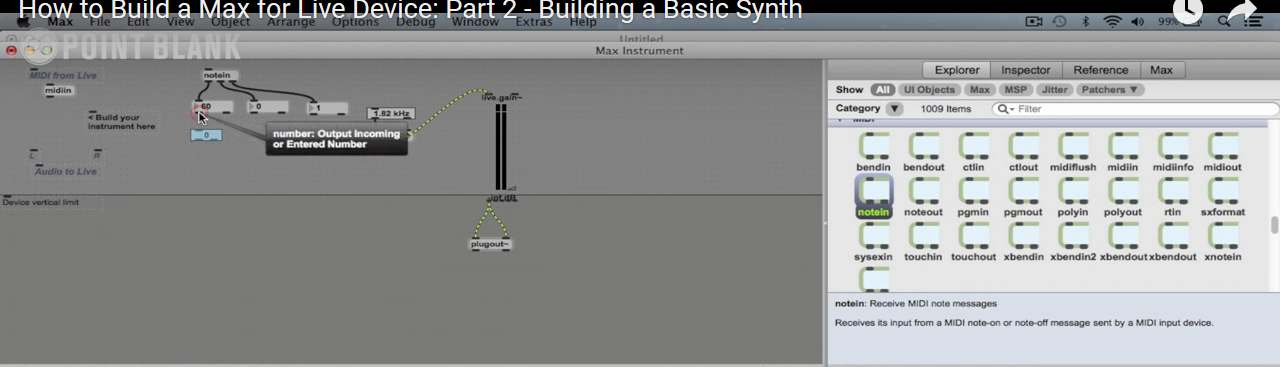 How to Build a Max for Live Device: Part 2 - Building a Basic Synth
Max File Edit View Object Arrange Options Debug Window Extras Help 99%
Untitled
POINT BLANK
Max Instrument
MIDI from Live
midiin
notein
60
0
1
1.82 kHz
< Build your
instrument here
0
number: Output Incoming
or Entered Number
live.gain~
L R
Audio to Live
Device vertical limit
plugout~
Explorer Inspector Reference Max
Show All UI Objects Max MSP Jitter Patchers ▼
Category ▼ 1009 Items Filter
MIDI
bendin bendout ctlin ctlout midiflush midiin midiinfo midiout
notein noteout pgmin pgmout polyin polyout rtin sxformat
sysexin touchin touchout xbendin xbendin2 xbendout xbendout xnotein
notein: Receive MIDI note messages
Receives its input from a MIDI note-on or note-off message sent by a MIDI input device.